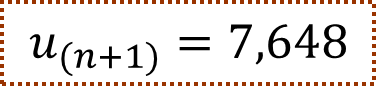 u₍ₙ₊₁₎ = 7,648